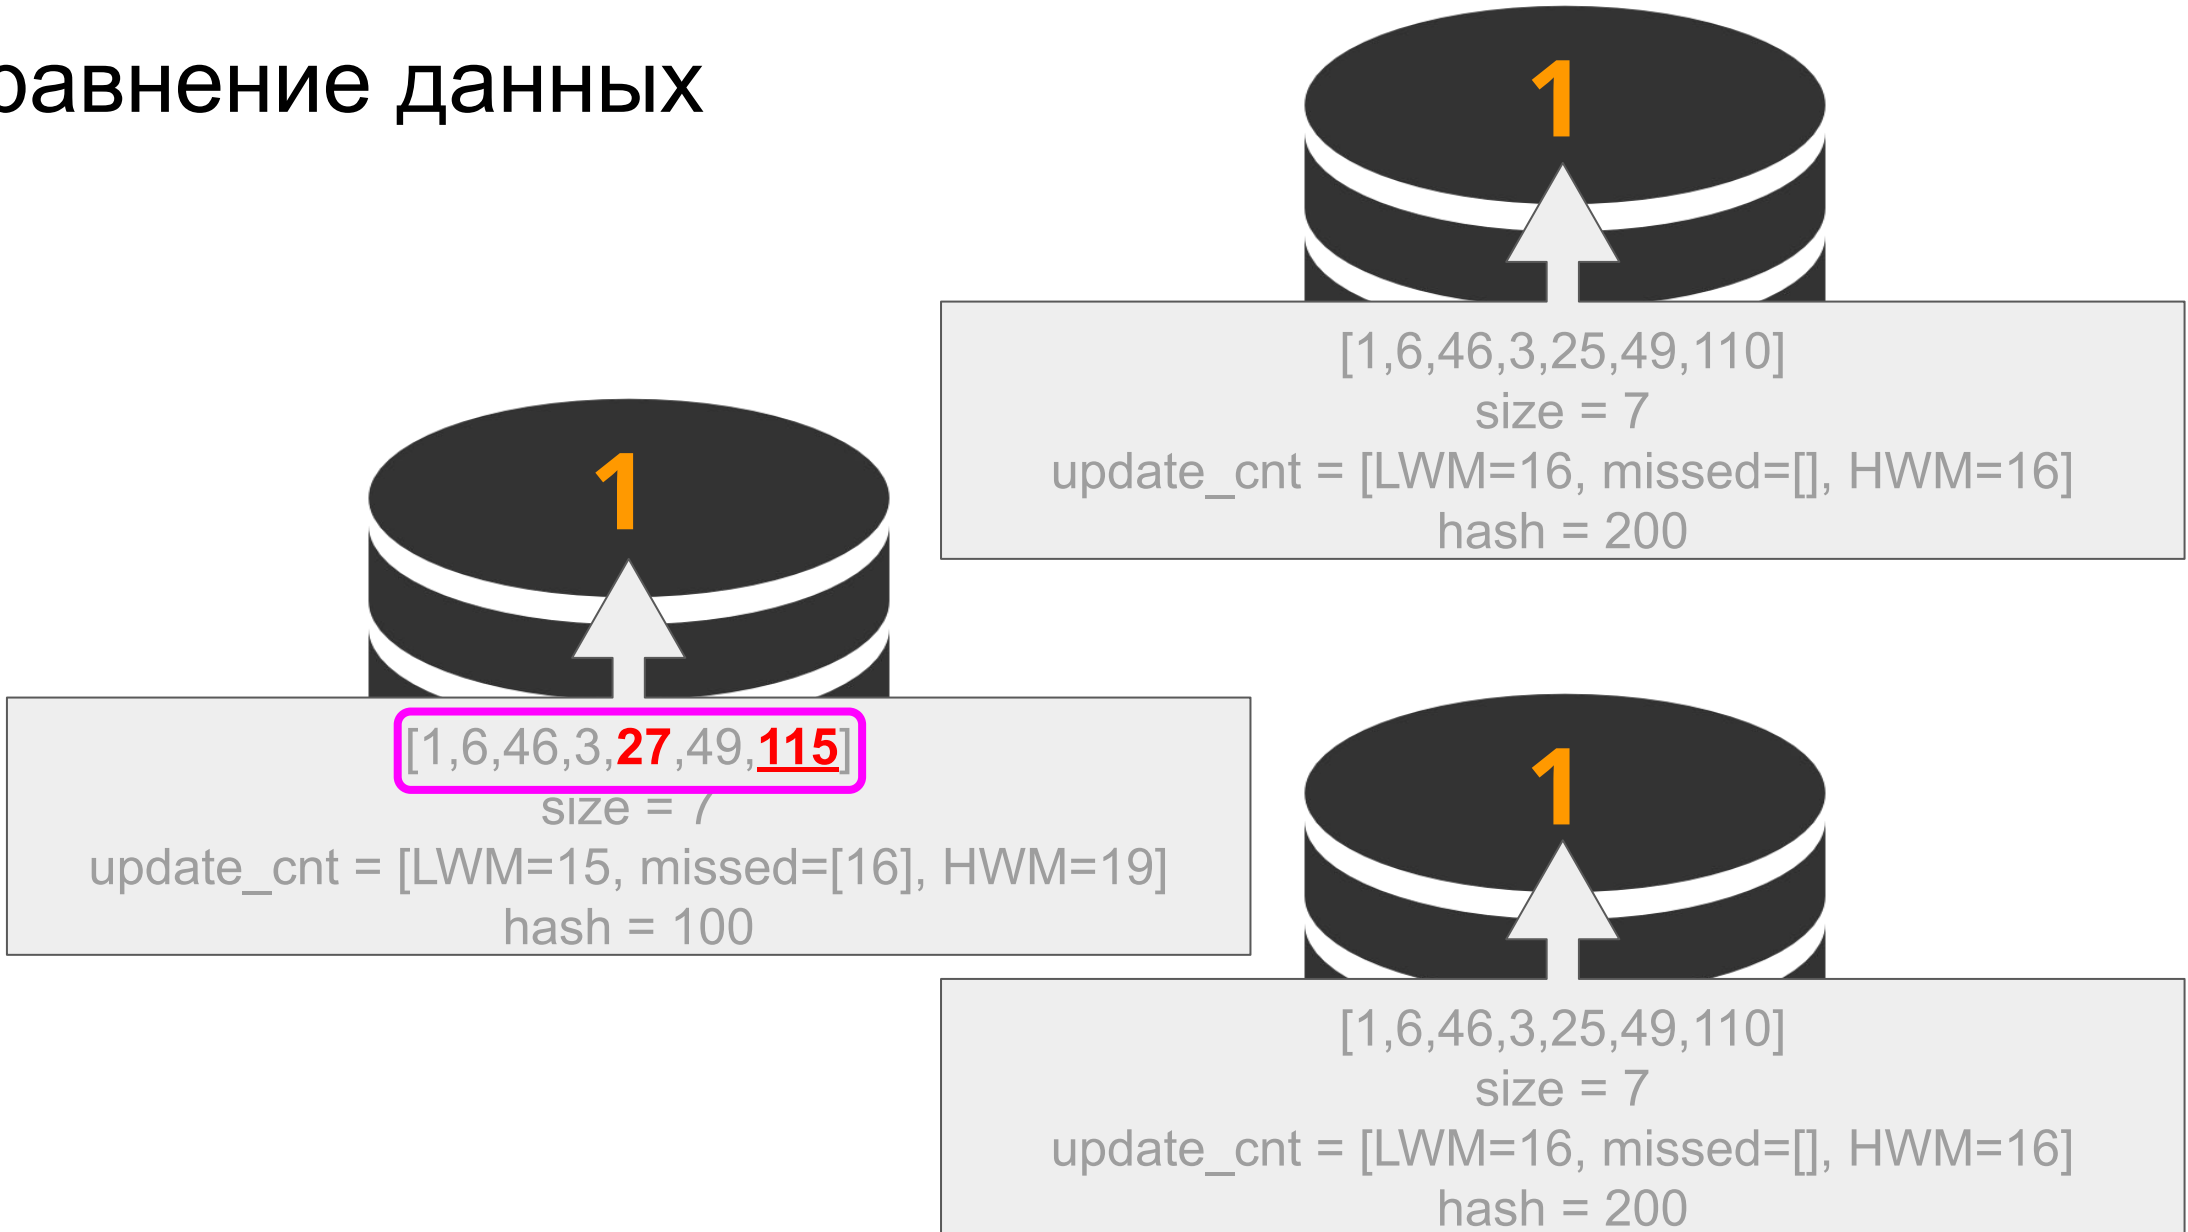 равнение данных
1
[1,6,46,3,25,49,110]
size = 7
update_cnt = [LWM=16, missed=[], HWM=16]
hash = 200
1
[1,6,46,3,27,49,115]
size = 7
update_cnt = [LWM=15, missed=[16], HWM=19]
hash = 100
1
[1,6,46,3,25,49,110]
size = 7
update_cnt = [LWM=16, missed=[], HWM=16]
hash = 200